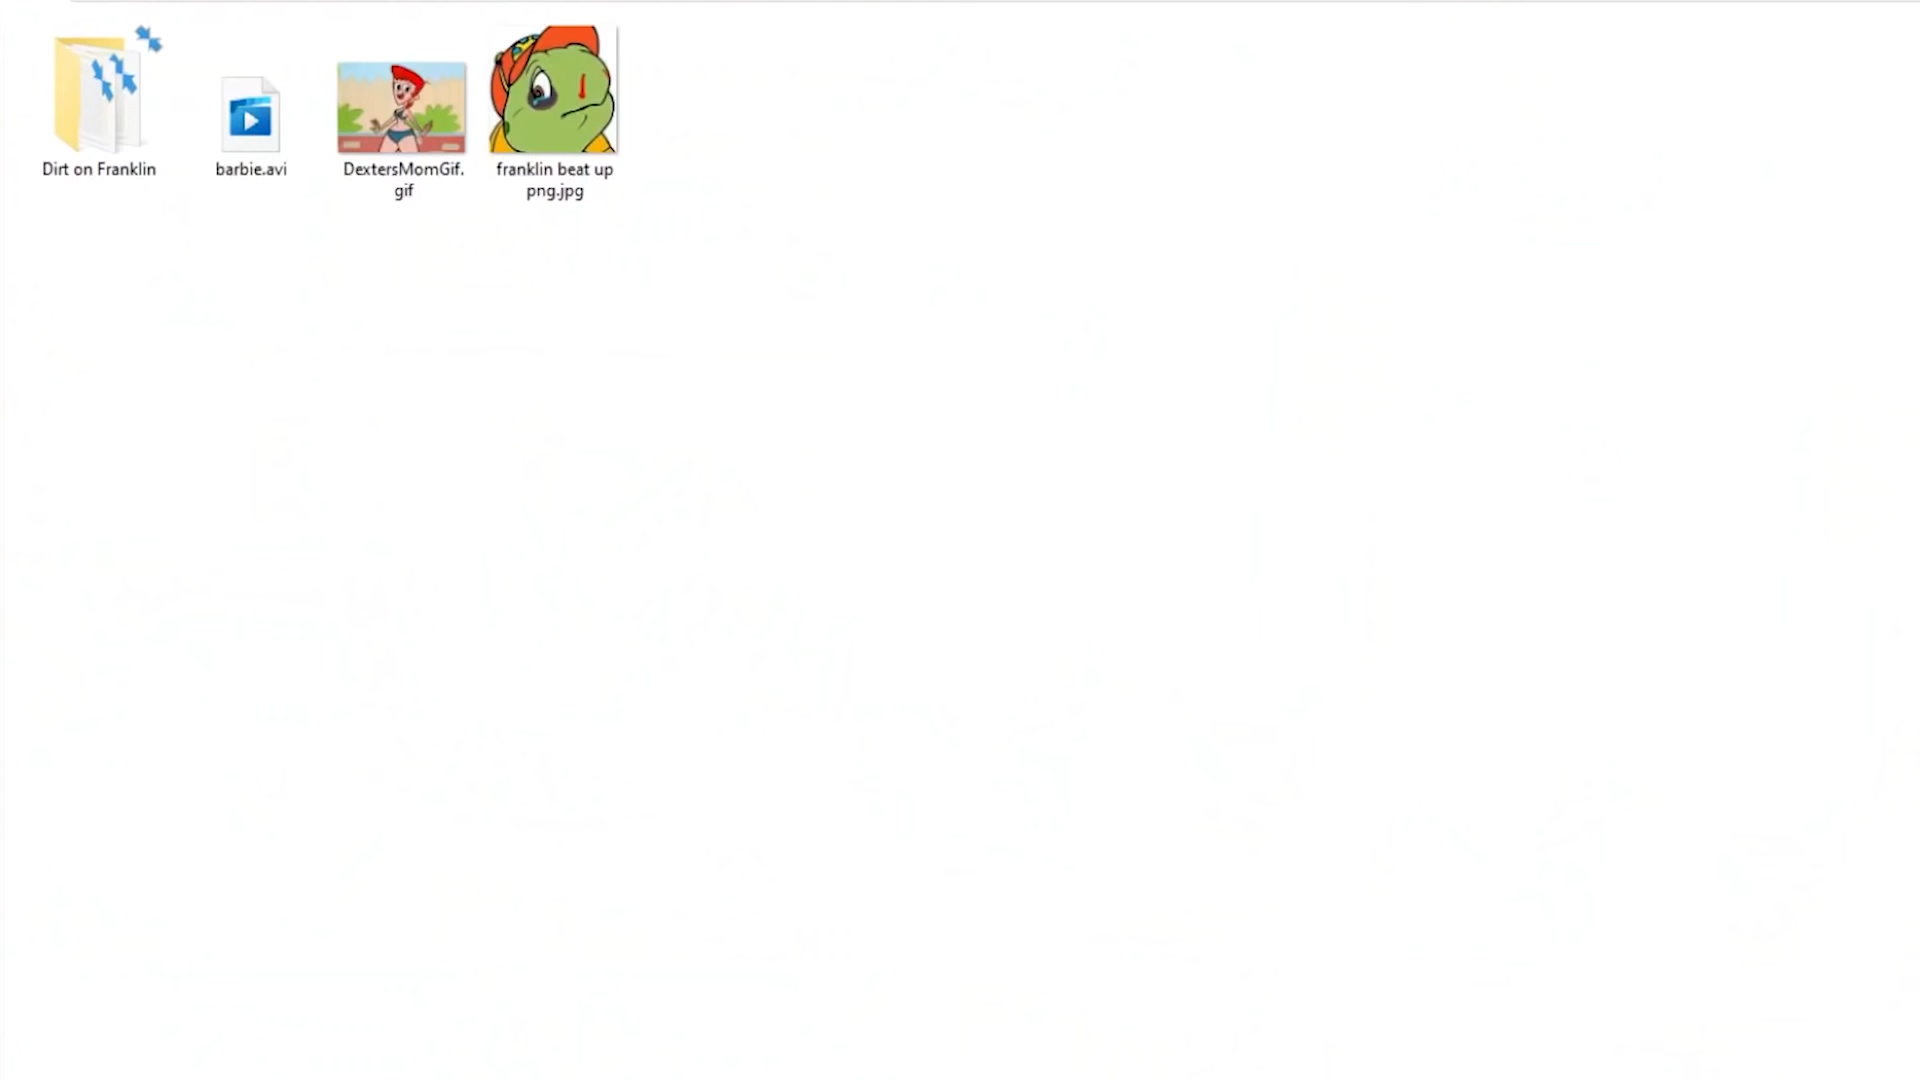 Dirt on Franklin
barbie.avi
DextersMomGif.
gif
franklin beat up
png.jpg